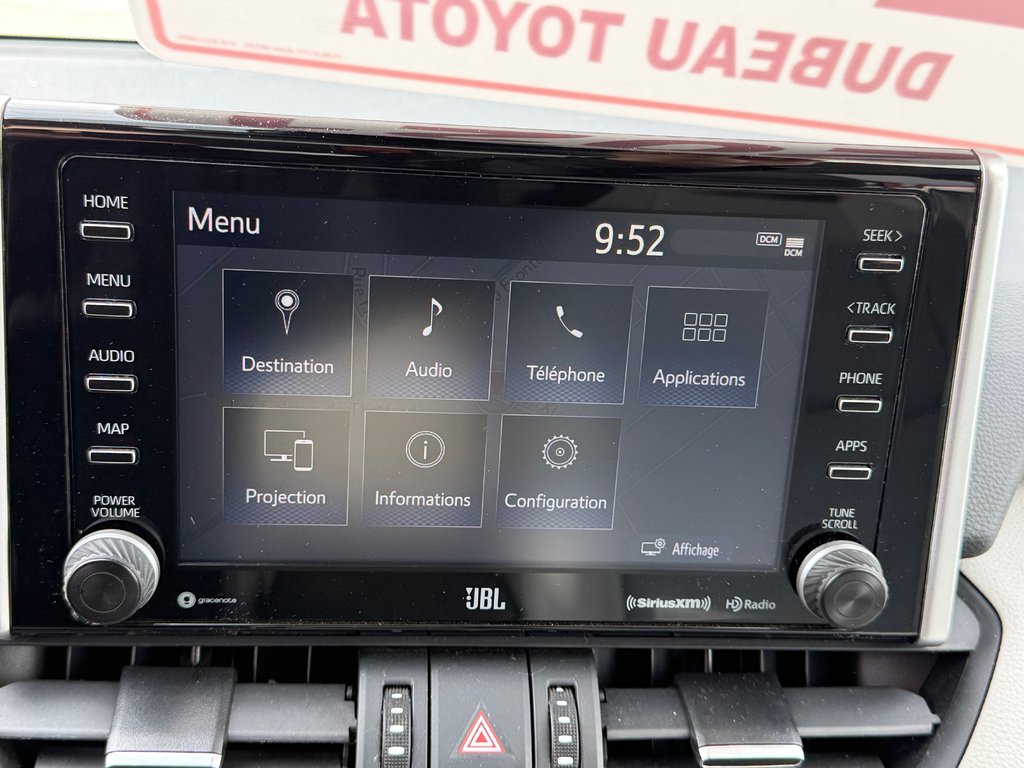 DUBEAU TOYOTA
HOME
MENU
AUDIO
MAP
POWER
VOLUME
Menu
9:52
DCM
DCM
Destination
Audio
Téléphone
Applications
Projection
Informations
Configuration
Affichage
SEEK>
<TRACK
PHONE
APPS
TUNE
SCROLL
gracenote
JBL
((SiriusXM))
HD Radio